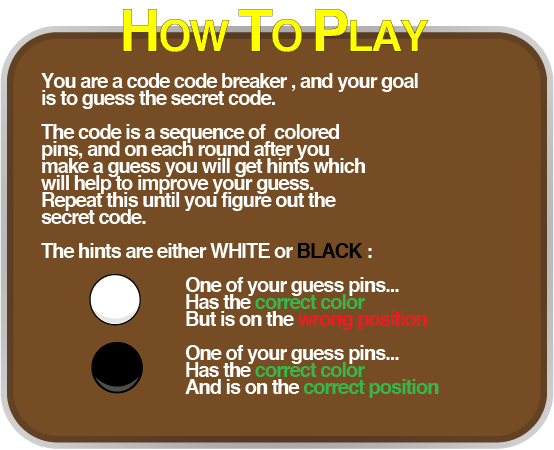 HOW TO PLAY
You are a code code breaker , and your goal
is to guess the secret code.
The code is a sequence of colored
pins, and on each round after you
make a guess you will get hints which
will help to improve your guess.
Repeat this until you figure out the
secret code.
The hints are either WHITE or BLACK :
One of your guess pins...
Has the correct color
But is on the wrong position
One of your guess pins...
Has the correct color
And is on the correct position